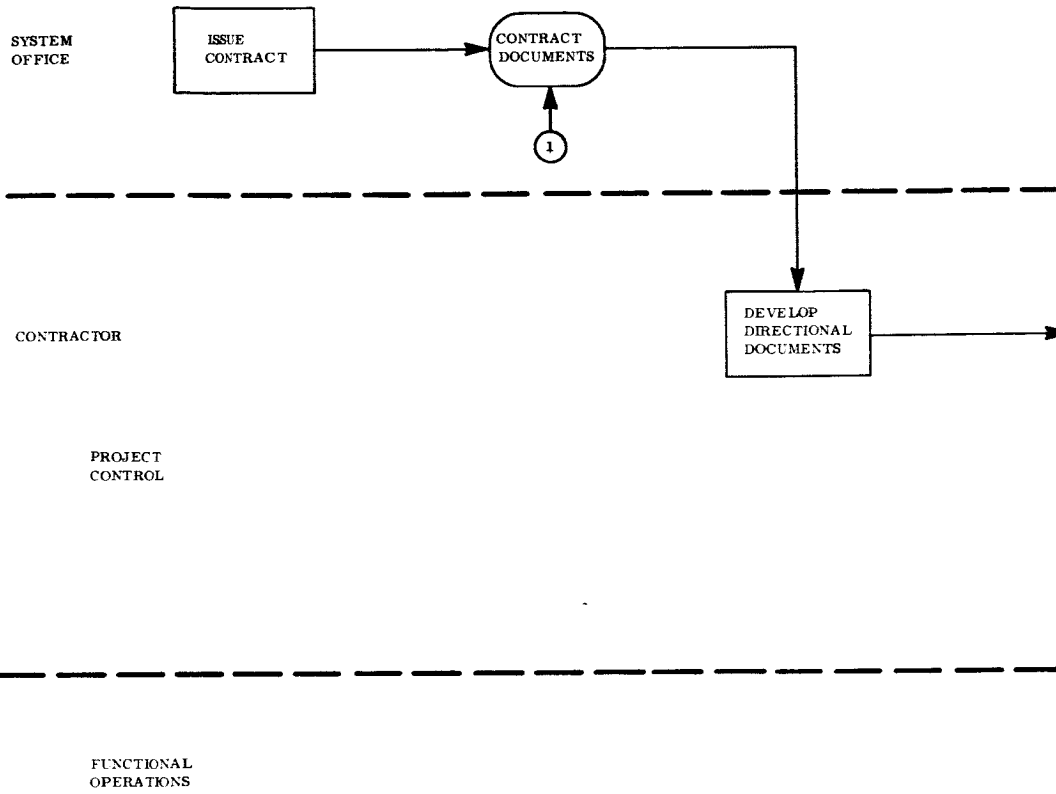 SYSTEM
OFFICE
ISSUE
CONTRACT
CONTRACT
DOCUMENTS
1
CONTRACTOR
DEVELOP
DIRECTIONAL
DOCUMENTS
PROJECT
CONTROL
FUNCTIONAL
OPERATIONS